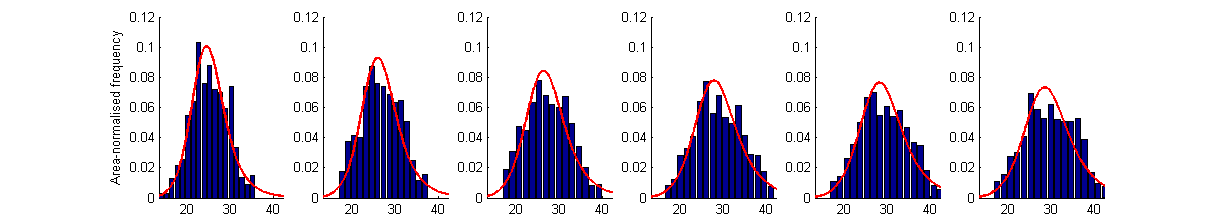 Area-normalised frequency
0.12 0.12 0.12 0.12 0.12 0.12
0.1 0.1 0.1 0.1 0.1 0.1
0.08 0.08 0.08 0.08 0.08 0.08
0.06 0.06 0.06 0.06 0.06 0.06
0.04 0.04 0.04 0.04 0.04 0.04
0.02 0.02 0.02 0.02 0.02 0.02
0 0 0 0 0 0
20 30 40 20 30 40 20 30 40 20 30 40 20 30 40 20 30 40